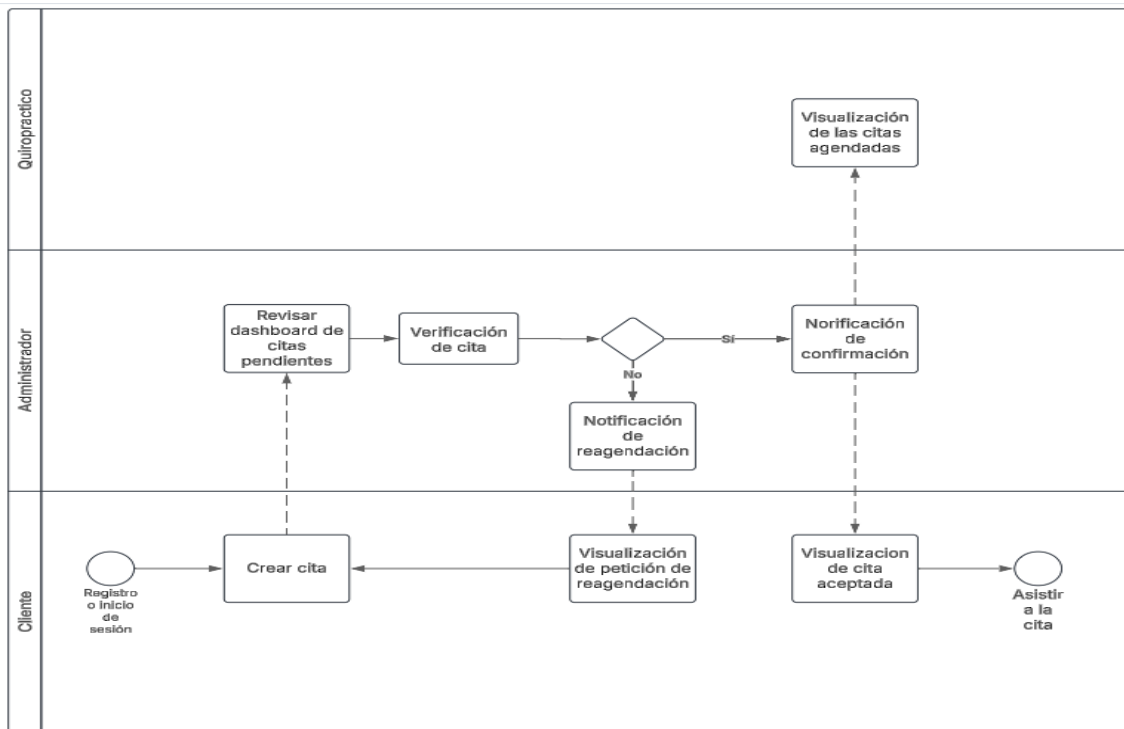 Quiropractico
Visualización
de las citas
agendadas
Administrador
Revisar
dashboard de
citas
pendientes
Verificación
de cita
Sí
No
Norificación
de
confirmación
Notificación
de
reagendación
Cliente
Registro
o inicio
de
sesión
Crear cita
Visualización
de petición de
reagendación
Visualizacion
de cita
aceptada
Asistir
a la
cita